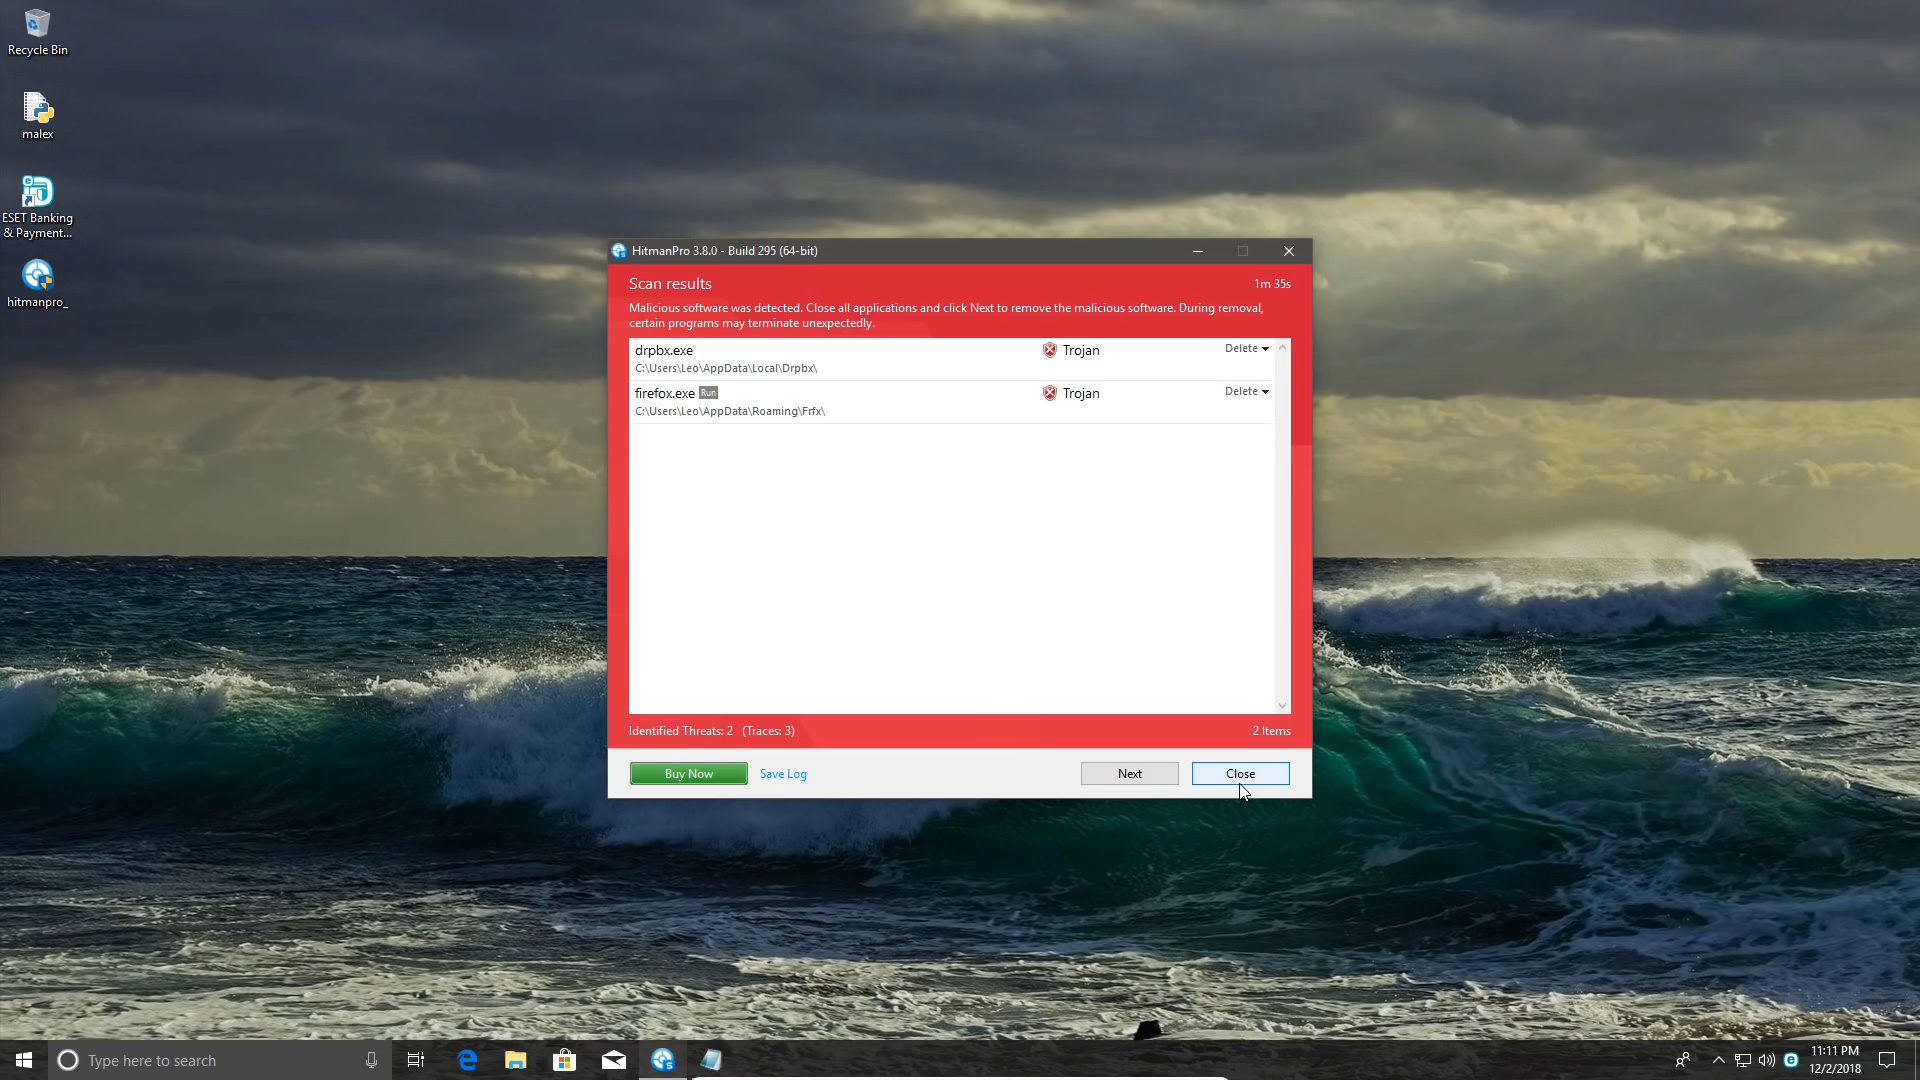 Recycle Bin
malex
ESET Banking
& Payment...
hitmanpro_
HitmanPro 3.8.0 - Build 295 (64-bit)
Scan results
1m 35s
Malicious software was detected. Close all applications and click Next to remove the malicious software. During removal,
certain programs may terminate unexpectedly.
drpbx.exe
Trojan
Delete
C:\Users\Leo\AppData\Local\Drpbx\
firefox.exe Run
Trojan
Delete
C:\Users\Leo\AppData\Roaming\Frfx\
Identified Threats: 2 (Traces: 3)
2 Items
Buy Now
Save Log
Next
Close
Type here to search
11:11 PM
12/2/2018